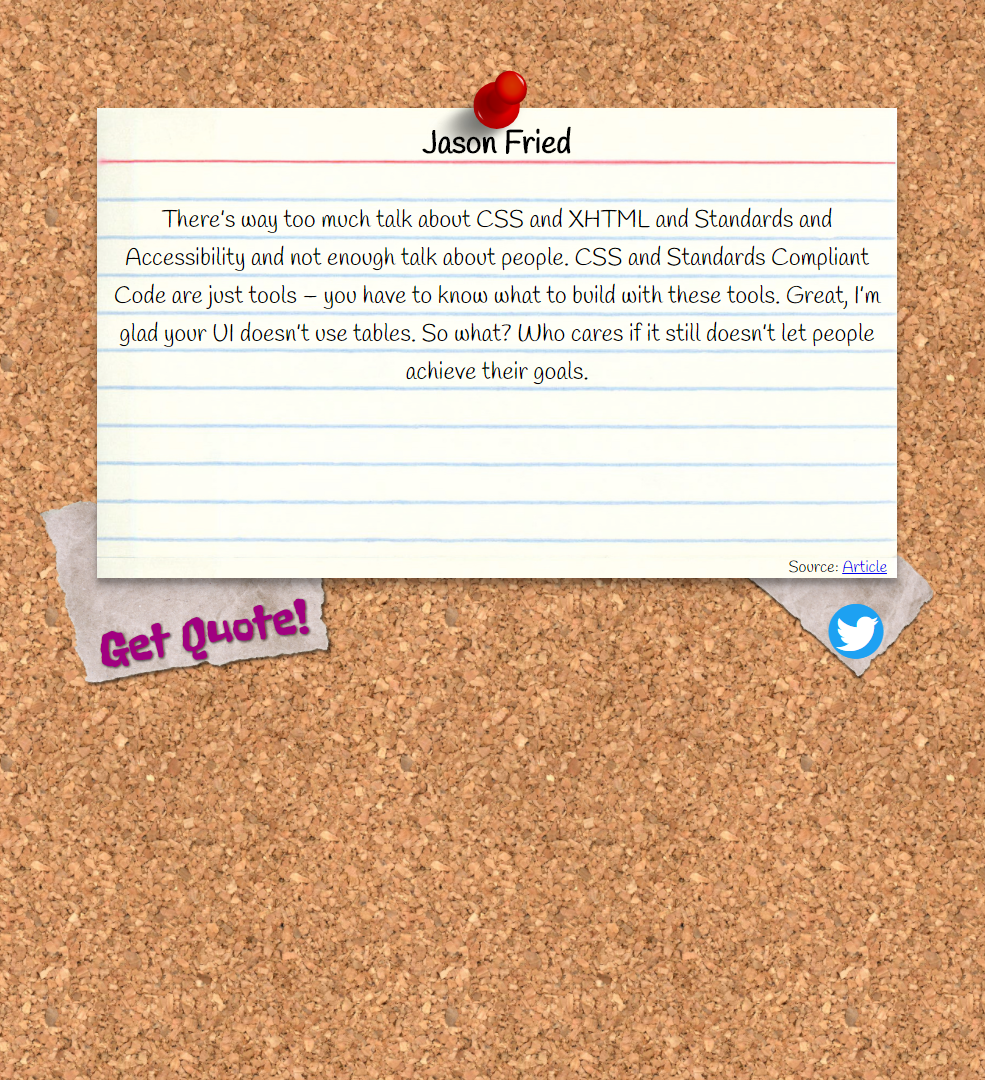 Jason Fried
There’s way too much talk about CSS and XHTML and Standards and
Accessibility and not enough talk about people. CSS and Standards Compliant
Code are just tools – you have to know what to build with these tools. Great, I’m
glad your UI doesn’t use tables. So what? Who cares if it still doesn’t let people
achieve their goals.
Source: Article
Get Quote!